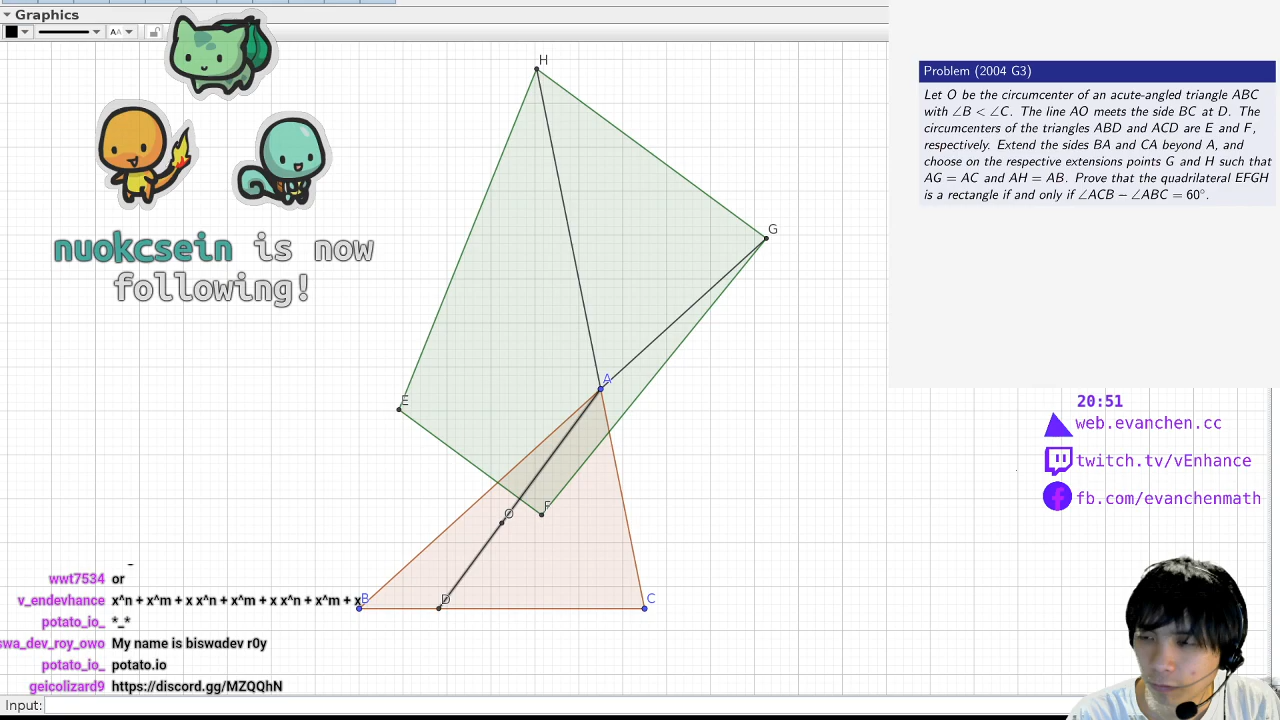 Graphics
AA
nuokcsein is now
following!
H
G
A
E
F
O
B
D
C
Problem (2004 G3)
Let O be the circumcenter of an acute-angled triangle ABC
with ∠B < ∠C. The line AO meets the side BC at D. The
circumcenters of the triangles ABD and ACD are E and F,
respectively. Extend the sides BA and CA beyond A, and
choose on the respective extensions points G and H such that
AG = AC and AH = AB. Prove that the quadrilateral EFGH
is a rectangle if and only if ∠ACB − ∠ABC = 60°.
20:51
web.evanchen.cc
twitch.tv/vEnhance
fb.com/evanchenmath
wwt7534 or
v_endevhance x^n + x^m + x x^n + x^m + x x^n + x^m + x
potato_io_ *_*
swa_dev_roy_owo My name is biswɑdev r0y
potato_io_ potato.io
geicolizard9 https://discord.gg/MZQQhN
Input: